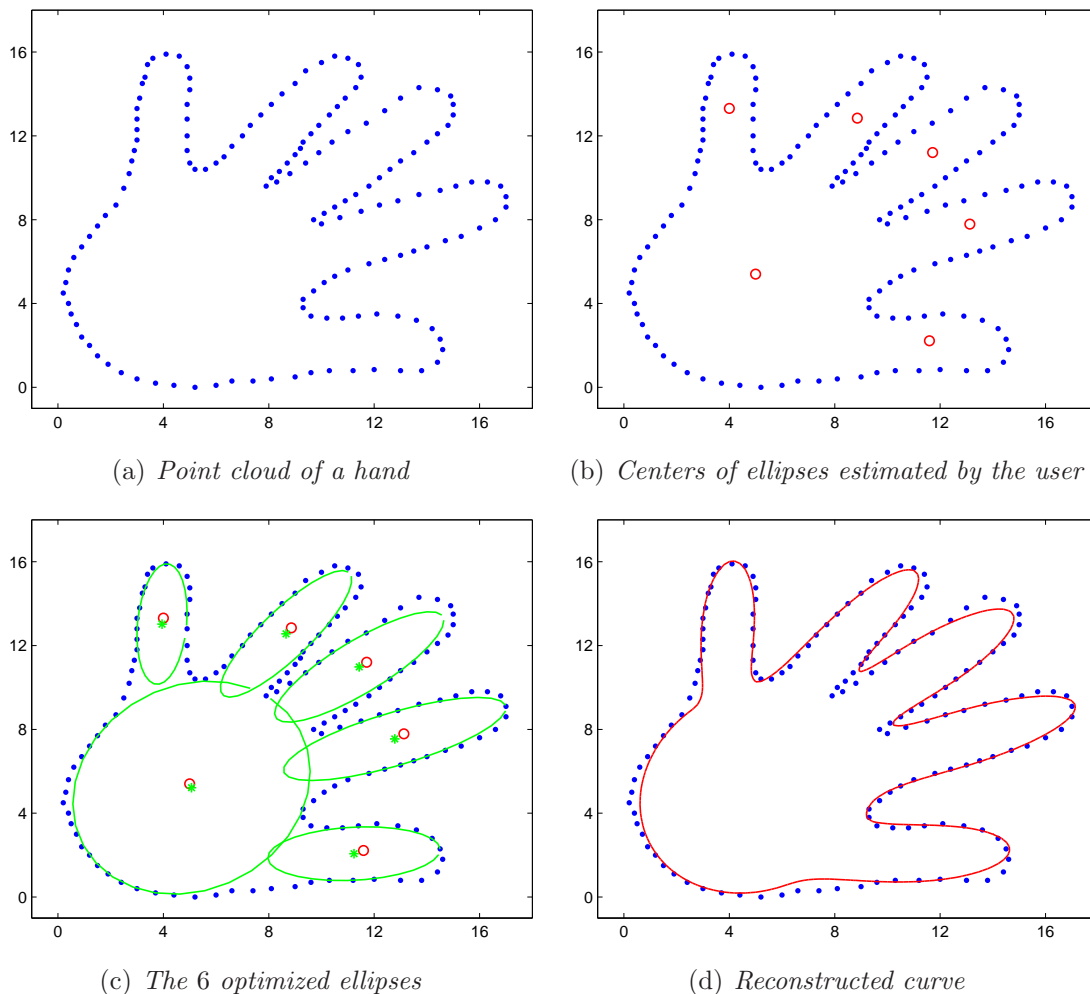 16
12
8
4
0
0 4 8 12 16
16
12
8
4
0
0 4 8 12 16
(a) Point cloud of a hand
(b) Centers of ellipses estimated by the user
16
12
8
4
0
0 4 8 12 16
16
12
8
4
0
0 4 8 12 16
(c) The 6 optimized ellipses
(d) Reconstructed curve